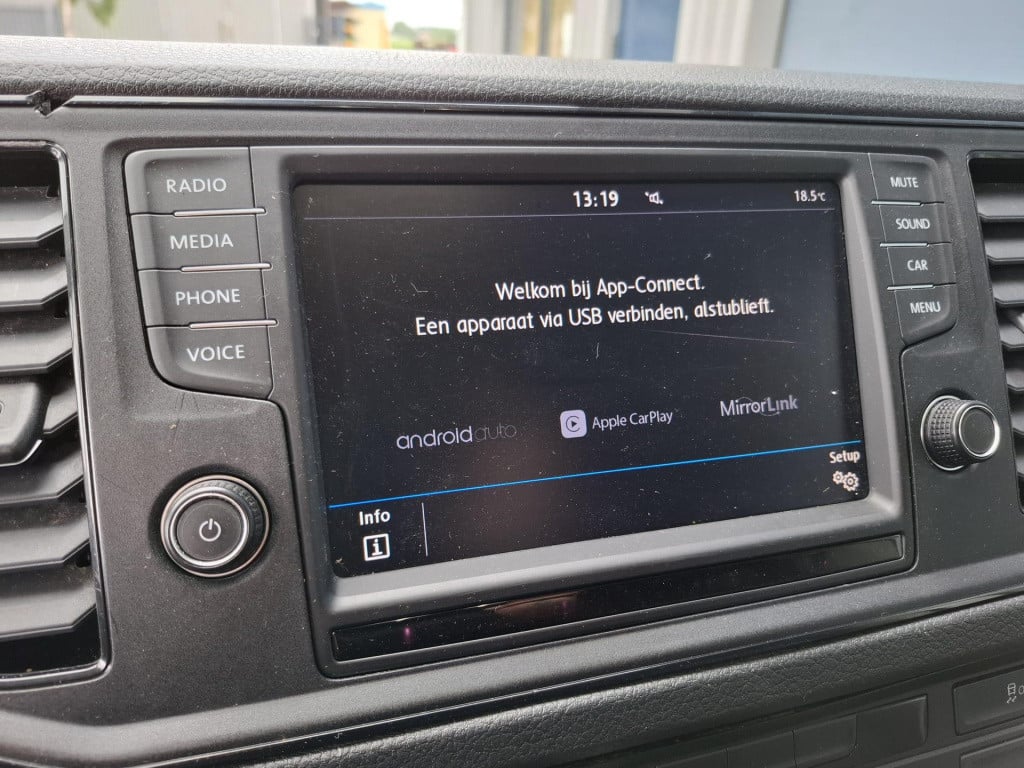 RADIO
MEDIA
PHONE
VOICE
13:19
18.5°C
Welkom bij App-Connect.
Een apparaat via USB verbinden, alstublieft.
androidauto
Apple CarPlay
MirrorLink
Info
Setup
MUTE
SOUND
CAR
MENU